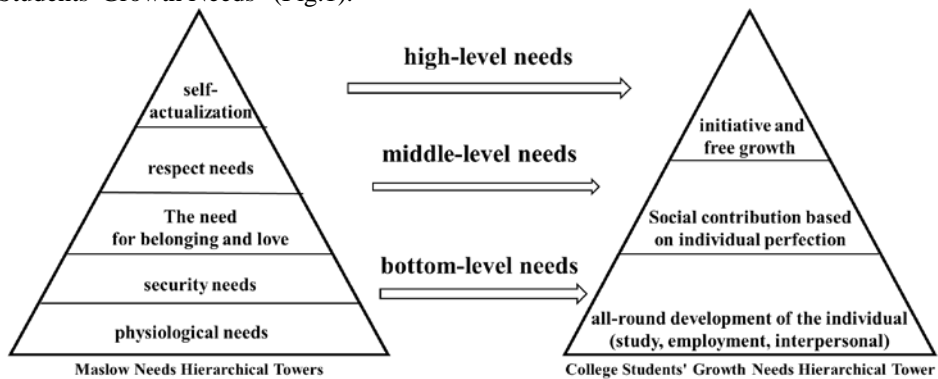 Students' Growth Needs" (Fig.1).
high-level needs
self-
actualization
initiative and
free growth
middle-level needs
respect needs
The need
for belonging and love
Social contribution based
on individual perfection
bottom-level needs
security needs
physiological needs
all-round development of the individual
(study, employment, interpersonal)
Maslow Needs Hierarchical Towers
College Students' Growth Needs Hierarchical Tower